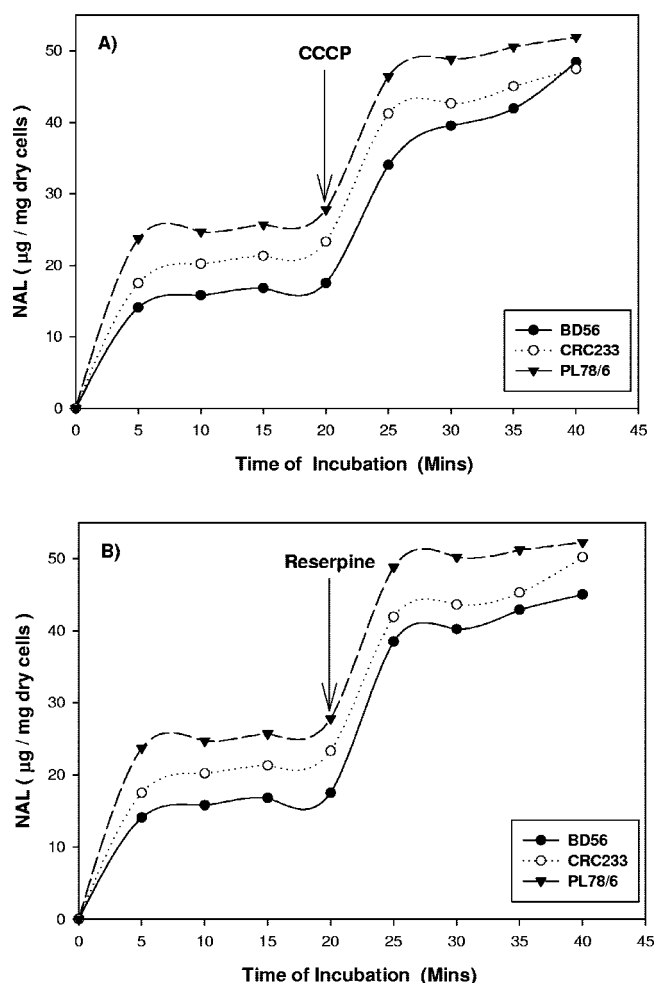 A)
CCCP
50
40
30
20
10
0
NAL ( µg / mg dry cells)
BD56
CRC233
PL78/6
0 5 10 15 20 25 30 35 40 45
Time of Incubation (Mins)
B)
Reserpine
50
40
30
20
10
0
NAL ( µg / mg dry cells)
BD56
CRC233
PL78/6
0 5 10 15 20 25 30 35 40 45
Time of Incubation (Mins)